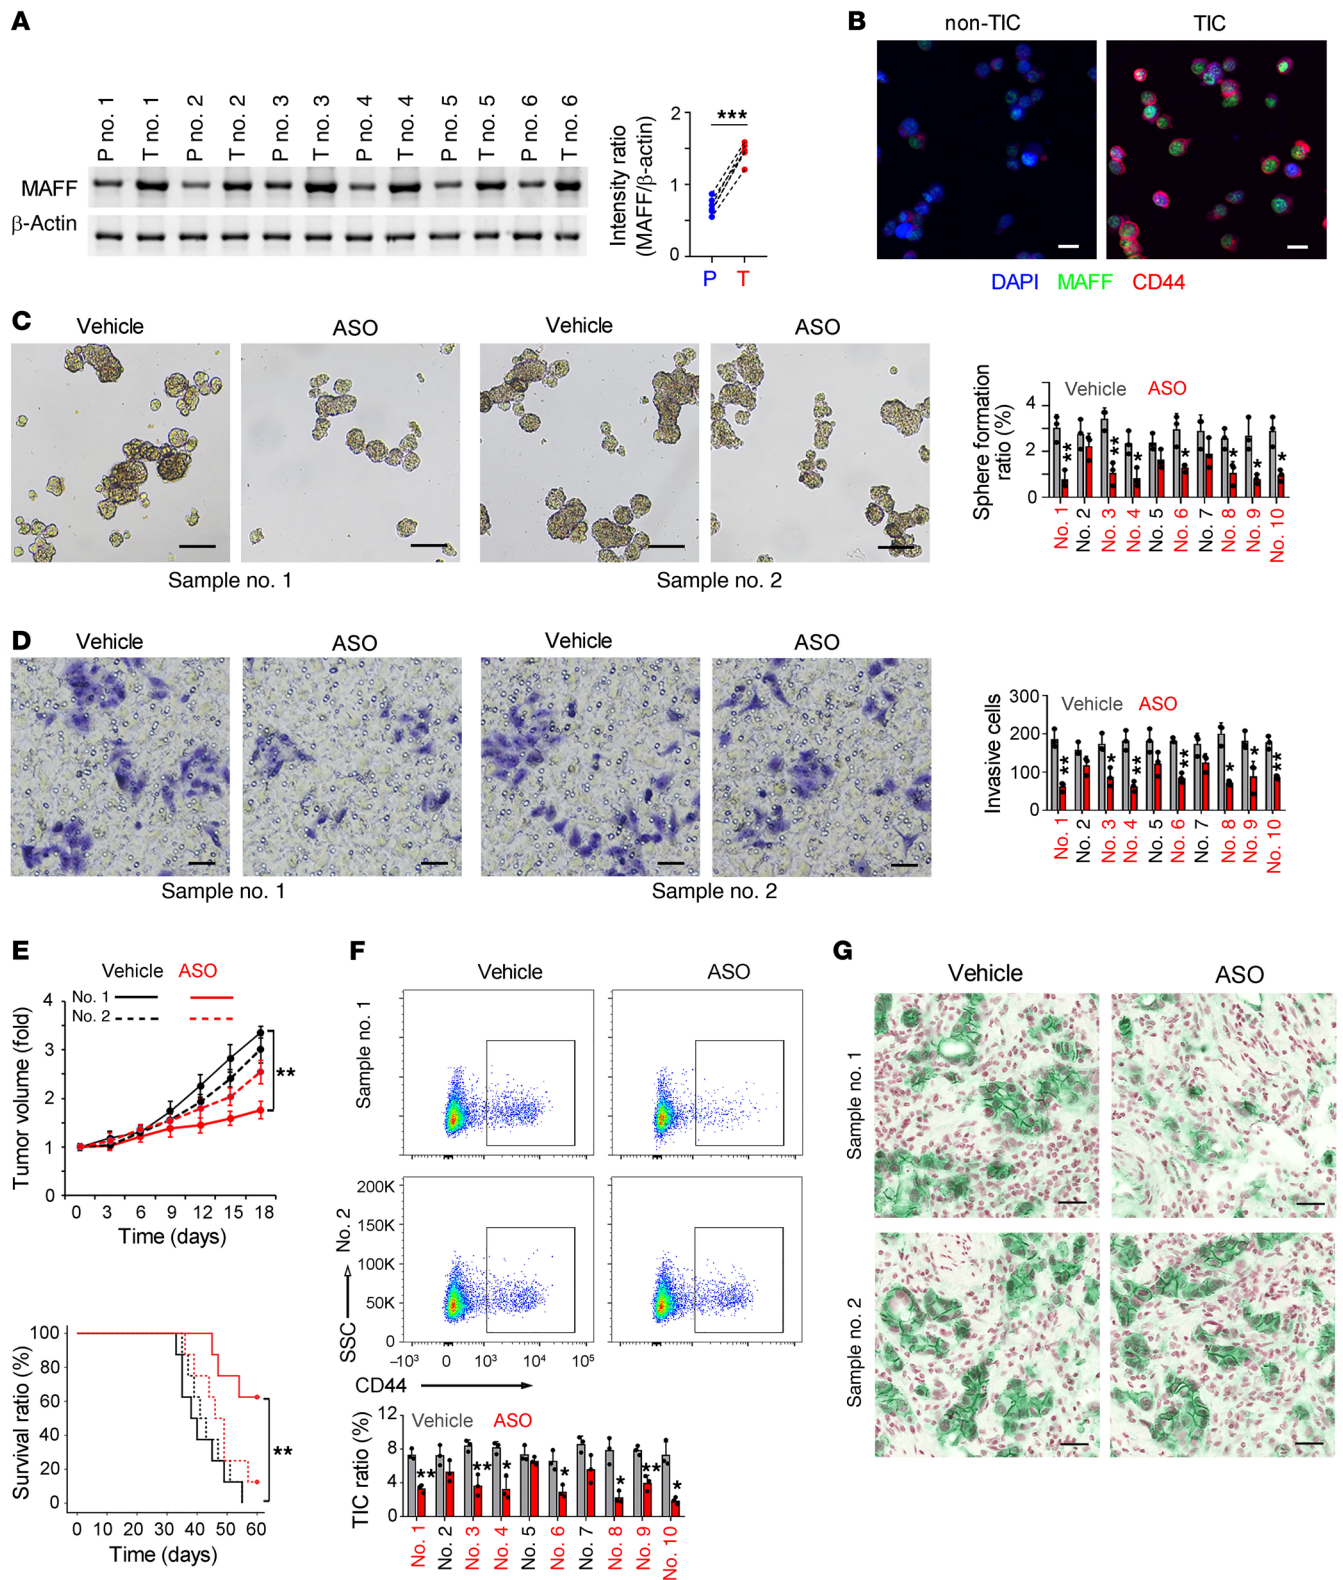 A
P no. 1
T no. 1
P no. 2
T no. 2
P no. 3
T no. 3
P no. 4
T no. 4
P no. 5
T no. 5
P no. 6
T no. 6
MAFF
β-Actin
Intensity ratio
(MAFF/β-actin)
2
1
0
***
P T
B
non-TIC TIC
DAPI MAFF CD44
C
Vehicle ASO Vehicle ASO
Sample no. 1 Sample no. 2
Sphere formation
ratio (%)
Vehicle ASO
4
2
0
** ** * * * * *
No. 1
No. 2
No. 3
No. 4
No. 5
No. 6
No. 7
No. 8
No. 9
No. 10
D
Vehicle ASO Vehicle ASO
Sample no. 1 Sample no. 2
Invasive cells
Vehicle ASO
300
200
100
0
** * ** ** * * **
No. 1
No. 2
No. 3
No. 4
No. 5
No. 6
No. 7
No. 8
No. 9
No. 10
E
Vehicle ASO
No. 1
No. 2
Tumor volume (fold)
4
3
2
1
0
**
0 3 6 9 12 15 18
Time (days)
Survival ratio (%)
100
80
60
40
20
0
**
0 10 20 30 40 50 60
Time (days)
F
Vehicle ASO
Sample no. 1
No. 2
SSC
200K
150K
100K
50K
0
–10³ 0 10³ 10⁴ 10⁵
CD44
TIC ratio (%)
Vehicle ASO
12
8
4
0
** ** * * * ** *
No. 1
No. 2
No. 3
No. 4
No. 5
No. 6
No. 7
No. 8
No. 9
No. 10
G
Vehicle ASO
Sample no. 1
Sample no. 2